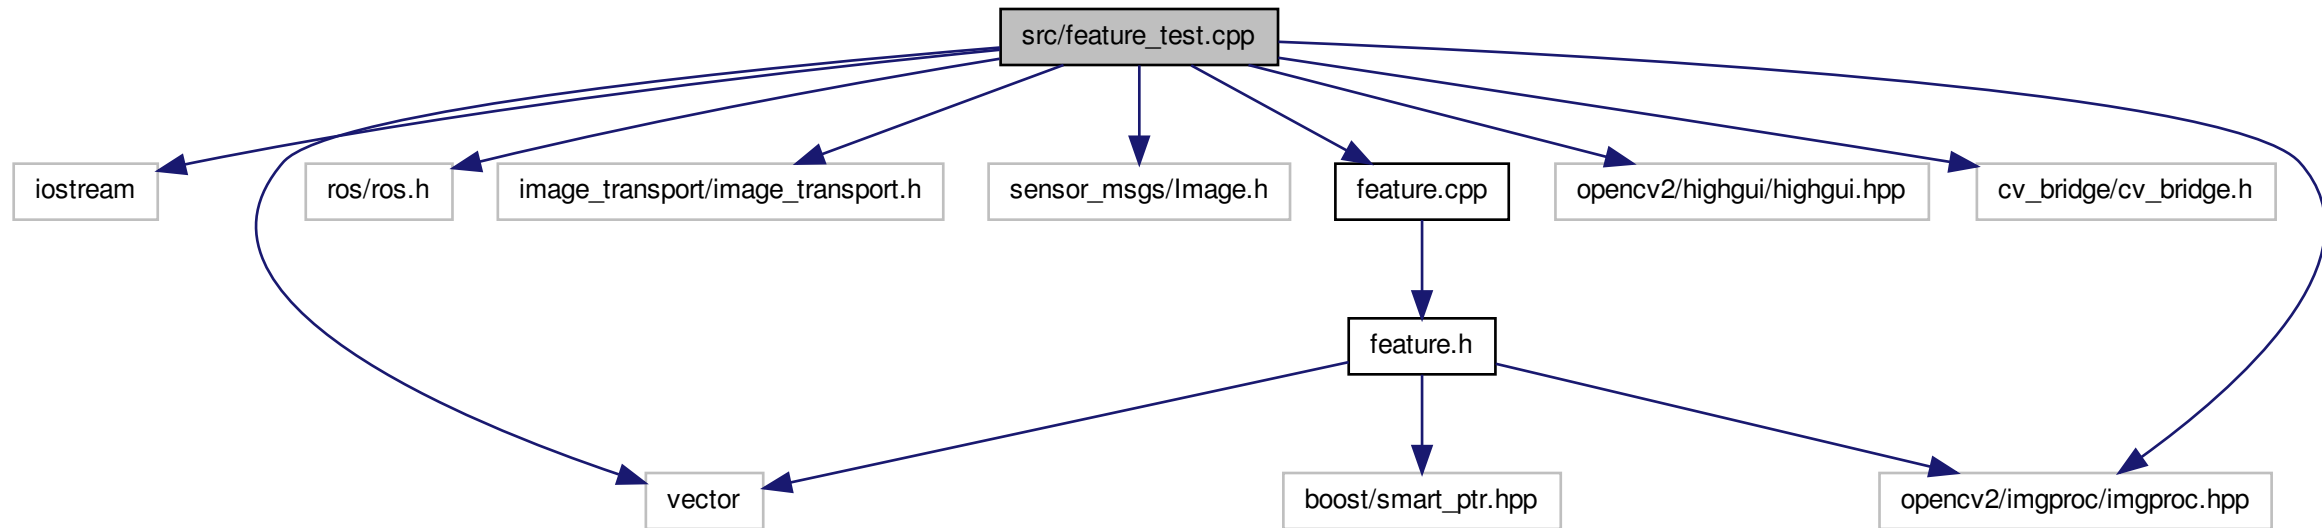 src/feature_test.cpp
iostream
ros/ros.h
image_transport/image_transport.h
sensor_msgs/Image.h
feature.cpp
opencv2/highgui/highgui.hpp
cv_bridge/cv_bridge.h
feature.h
vector
boost/smart_ptr.hpp
opencv2/imgproc/imgproc.hpp